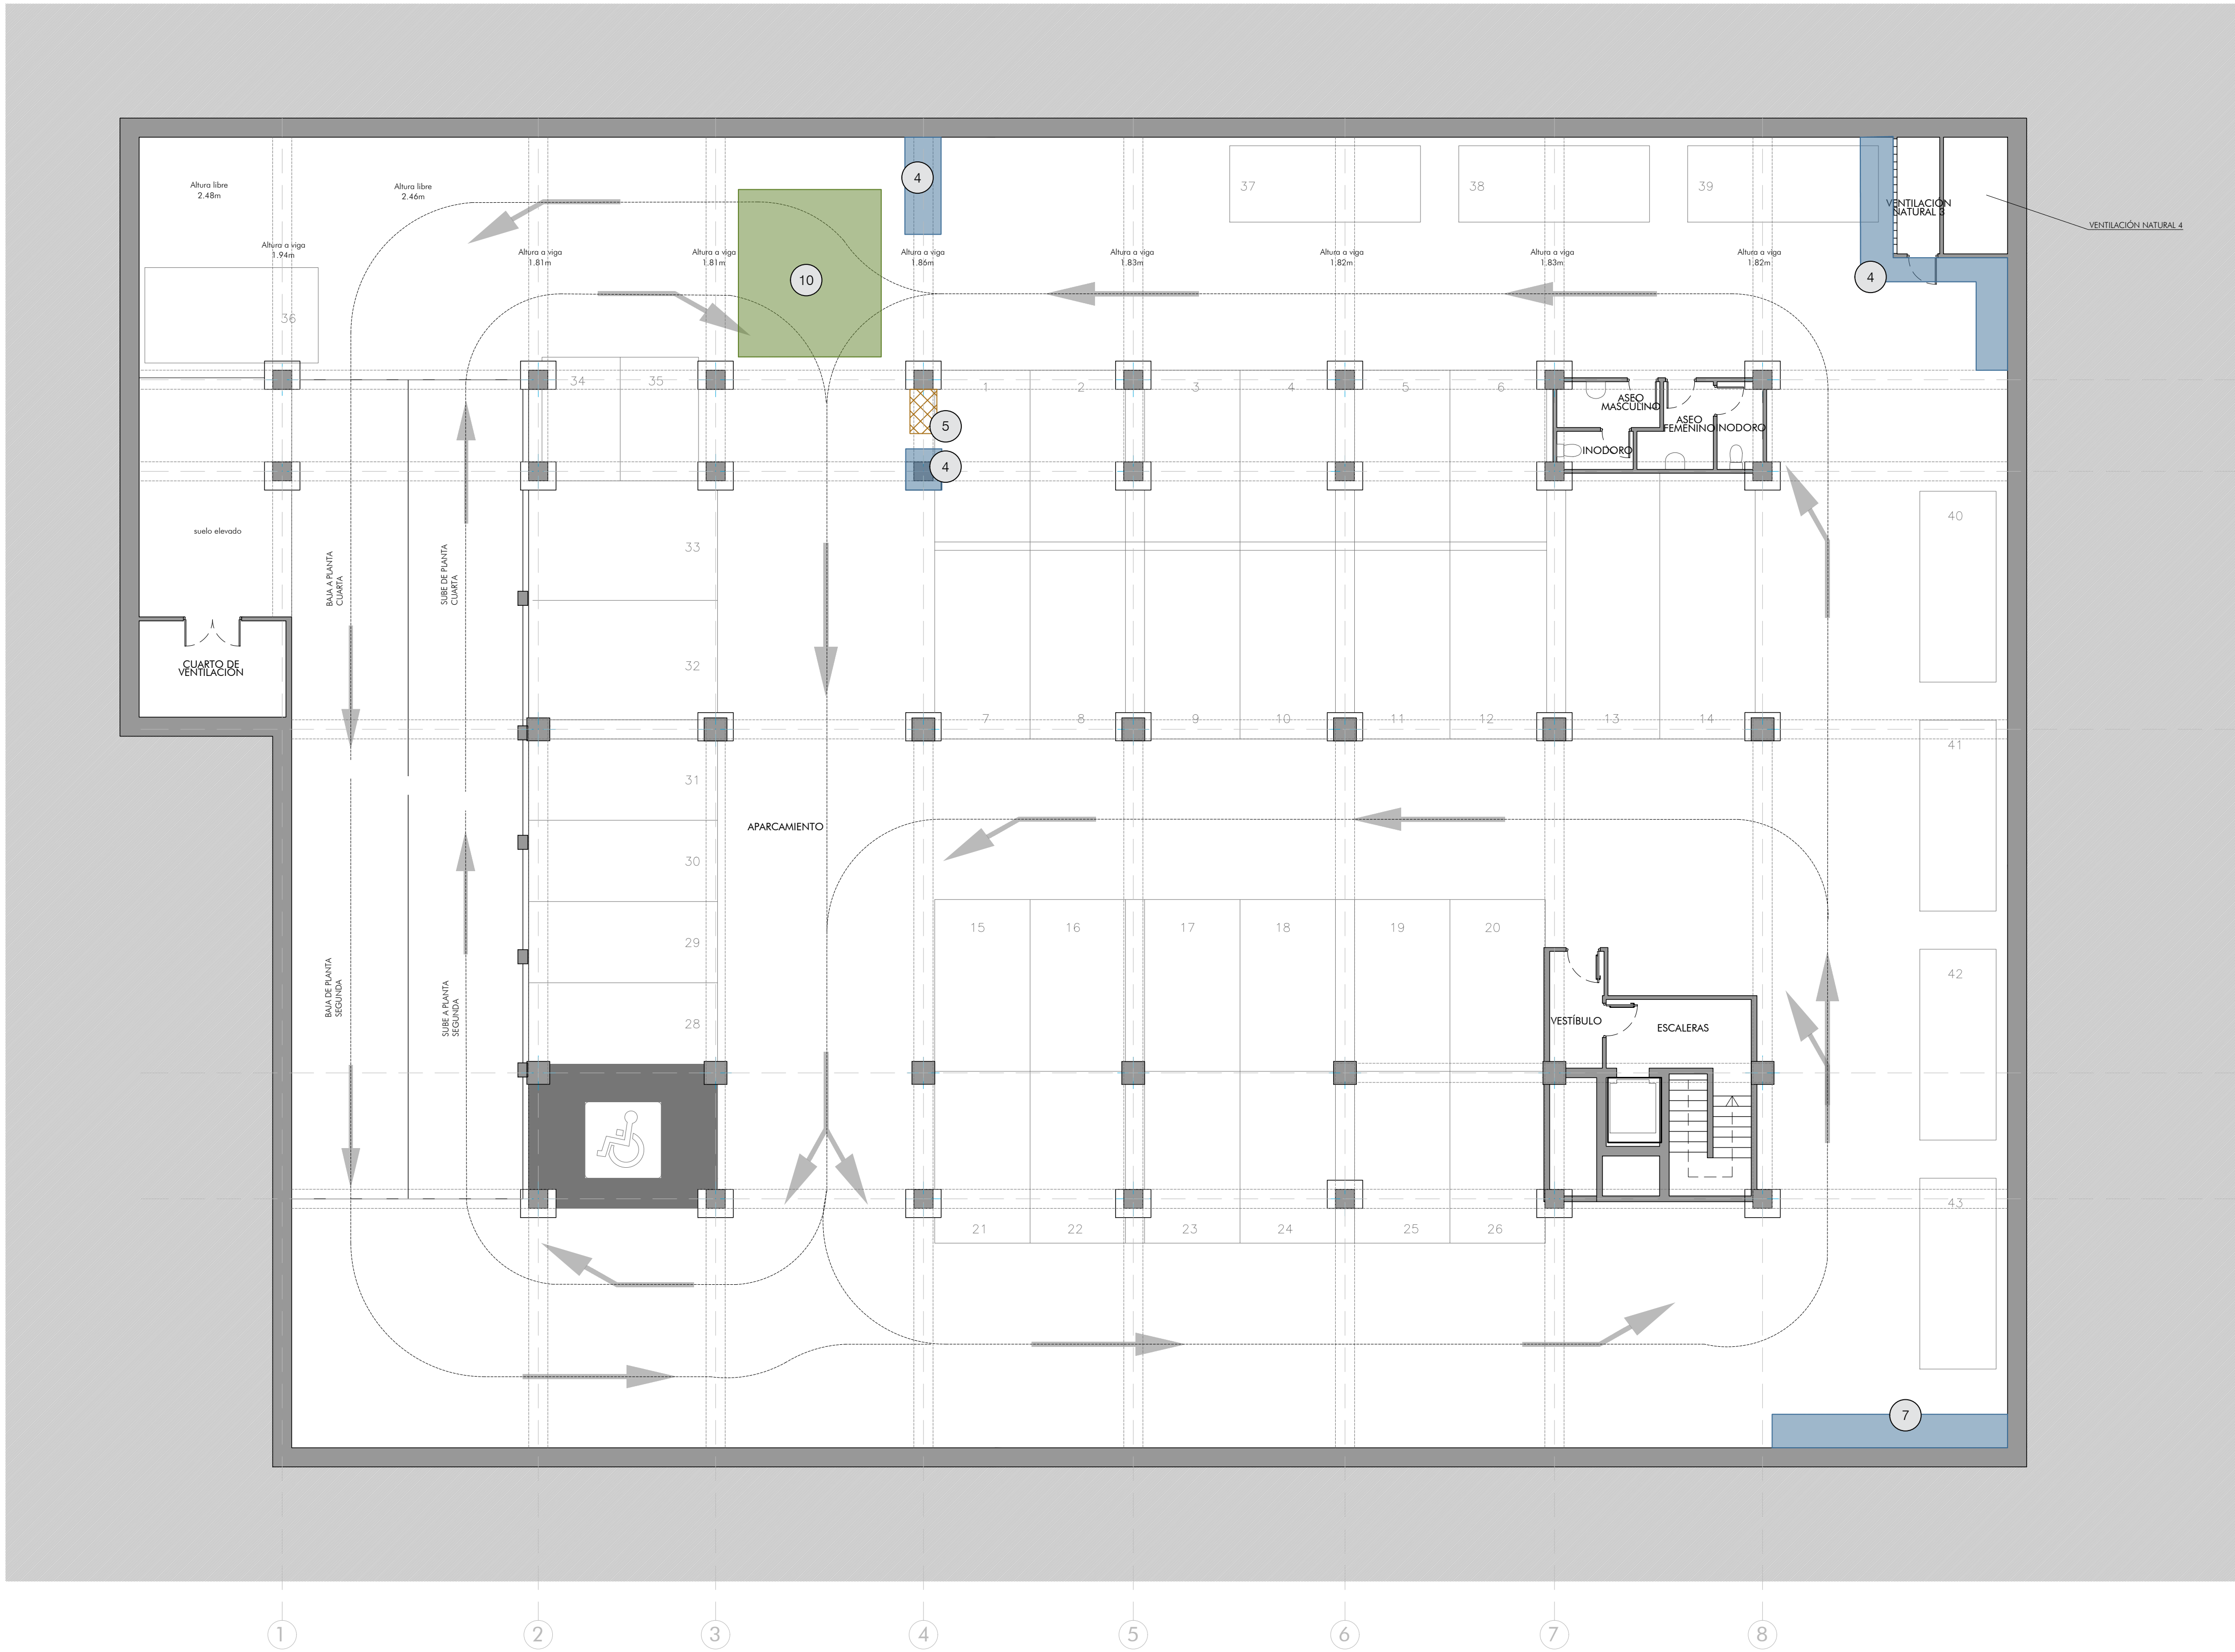 4
37
38
39
Altura libre
2.48m
Altura libre
2.46m
VENTILACIÓN
NATURAL 3
VENTILACIÓN NATURAL 4
Altura a viga
1.94m
Altura a viga
1.81m
Altura a viga
1.81m
Altura a viga
1.86m
Altura a viga
1.83m
Altura a viga
1.82m
Altura a viga
1.83m
Altura a viga
1.82m
10
4
36
34
35
1
2
3
4
5
6
ASEO
MASCULINO
ASEO
FEMENINO
INODORO
INODORO
5
4
40
suelo elevado
33
BAJA A PLANTA
CUARTA
SUBE DE PLANTA
CUARTA
CUARTO DE
VENTILACIÓN
32
7
8
9
10
11
12
13
14
41
31
APARCAMIENTO
30
29
15
16
17
18
19
20
42
BAJA DE PLANTA
SEGUNDA
SUBE A PLANTA
SEGUNDA
28
VESTÍBULO
ESCALERAS
43
21
22
23
24
25
26
7
1
2
3
4
5
6
7
8